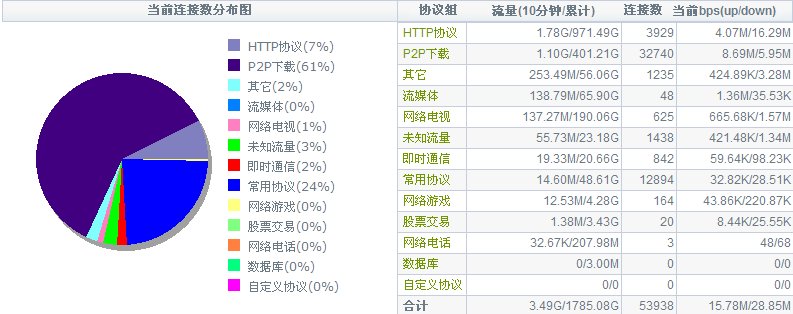 当前连接数分布图
HTTP协议(7%)
P2P下载(61%)
其它(2%)
流媒体(0%)
网络电视(1%)
未知流量(3%)
即时通信(2%)
常用协议(24%)
网络游戏(0%)
股票交易(0%)
网络电话(0%)
数据库(0%)
自定义协议(0%)
协议组 流量(10分钟/累计) 连接数 当前bps(up/down)
HTTP协议 1.78G/971.49G 3929 4.07M/16.29M
P2P下载 1.10G/401.21G 32740 8.69M/5.95M
其它 253.49M/56.06G 1235 424.89K/3.28M
流媒体 138.79M/65.90G 48 1.36M/35.53K
网络电视 137.27M/190.06G 625 665.68K/1.57M
未知流量 55.73M/23.18G 1438 421.48K/1.34M
即时通信 19.33M/20.66G 842 59.64K/98.23K
常用协议 14.60M/48.61G 12894 32.82K/28.51K
网络游戏 12.53M/4.28G 164 43.86K/220.87K
股票交易 1.38M/3.43G 20 8.44K/25.55K
网络电话 32.67K/207.98M 3 48/68
数据库 0/3.00M 0 0/0
自定义协议 0/0 0 0/0
合计 3.49G/1785.08G 53938 15.78M/28.85M